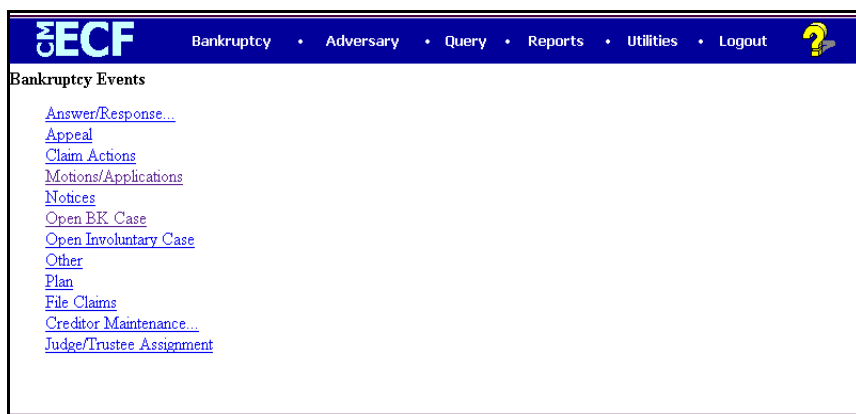 CM ECF Bankruptcy • Adversary • Query • Reports • Utilities • Logout ?
Bankruptcy Events
Answer/Response...
Appeal
Claim Actions
Motions/Applications
Notices
Open BK Case
Open Involuntary Case
Other
Plan
File Claims
Creditor Maintenance...
Judge/Trustee Assignment